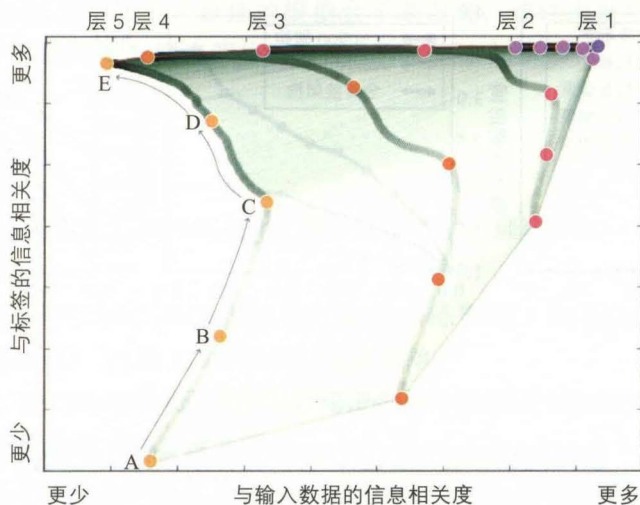 层5 层4 层3 层2 层1
更多
E
D
C
与标签的信息相关度
B
A
更少
更少 与输入数据的信息相关度 更多